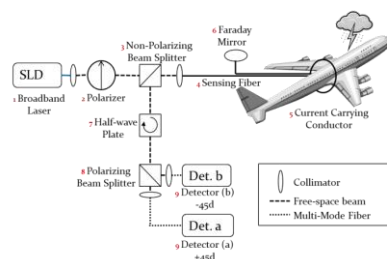 6 Faraday
Mirror
3 Non-Polarizing
Beam Splitter
SLD
4 Sensing Fiber
1 Broadband
Laser
2 Polarizer
5 Current Carrying
Conductor
7 Half-wave
Plate
8 Polarizing
Beam Splitter
Det. b
9 Detector (b)
-45d
Det. a
9 Detector (a)
+45d
Collimator
Free-space beam
Multi-Mode Fiber